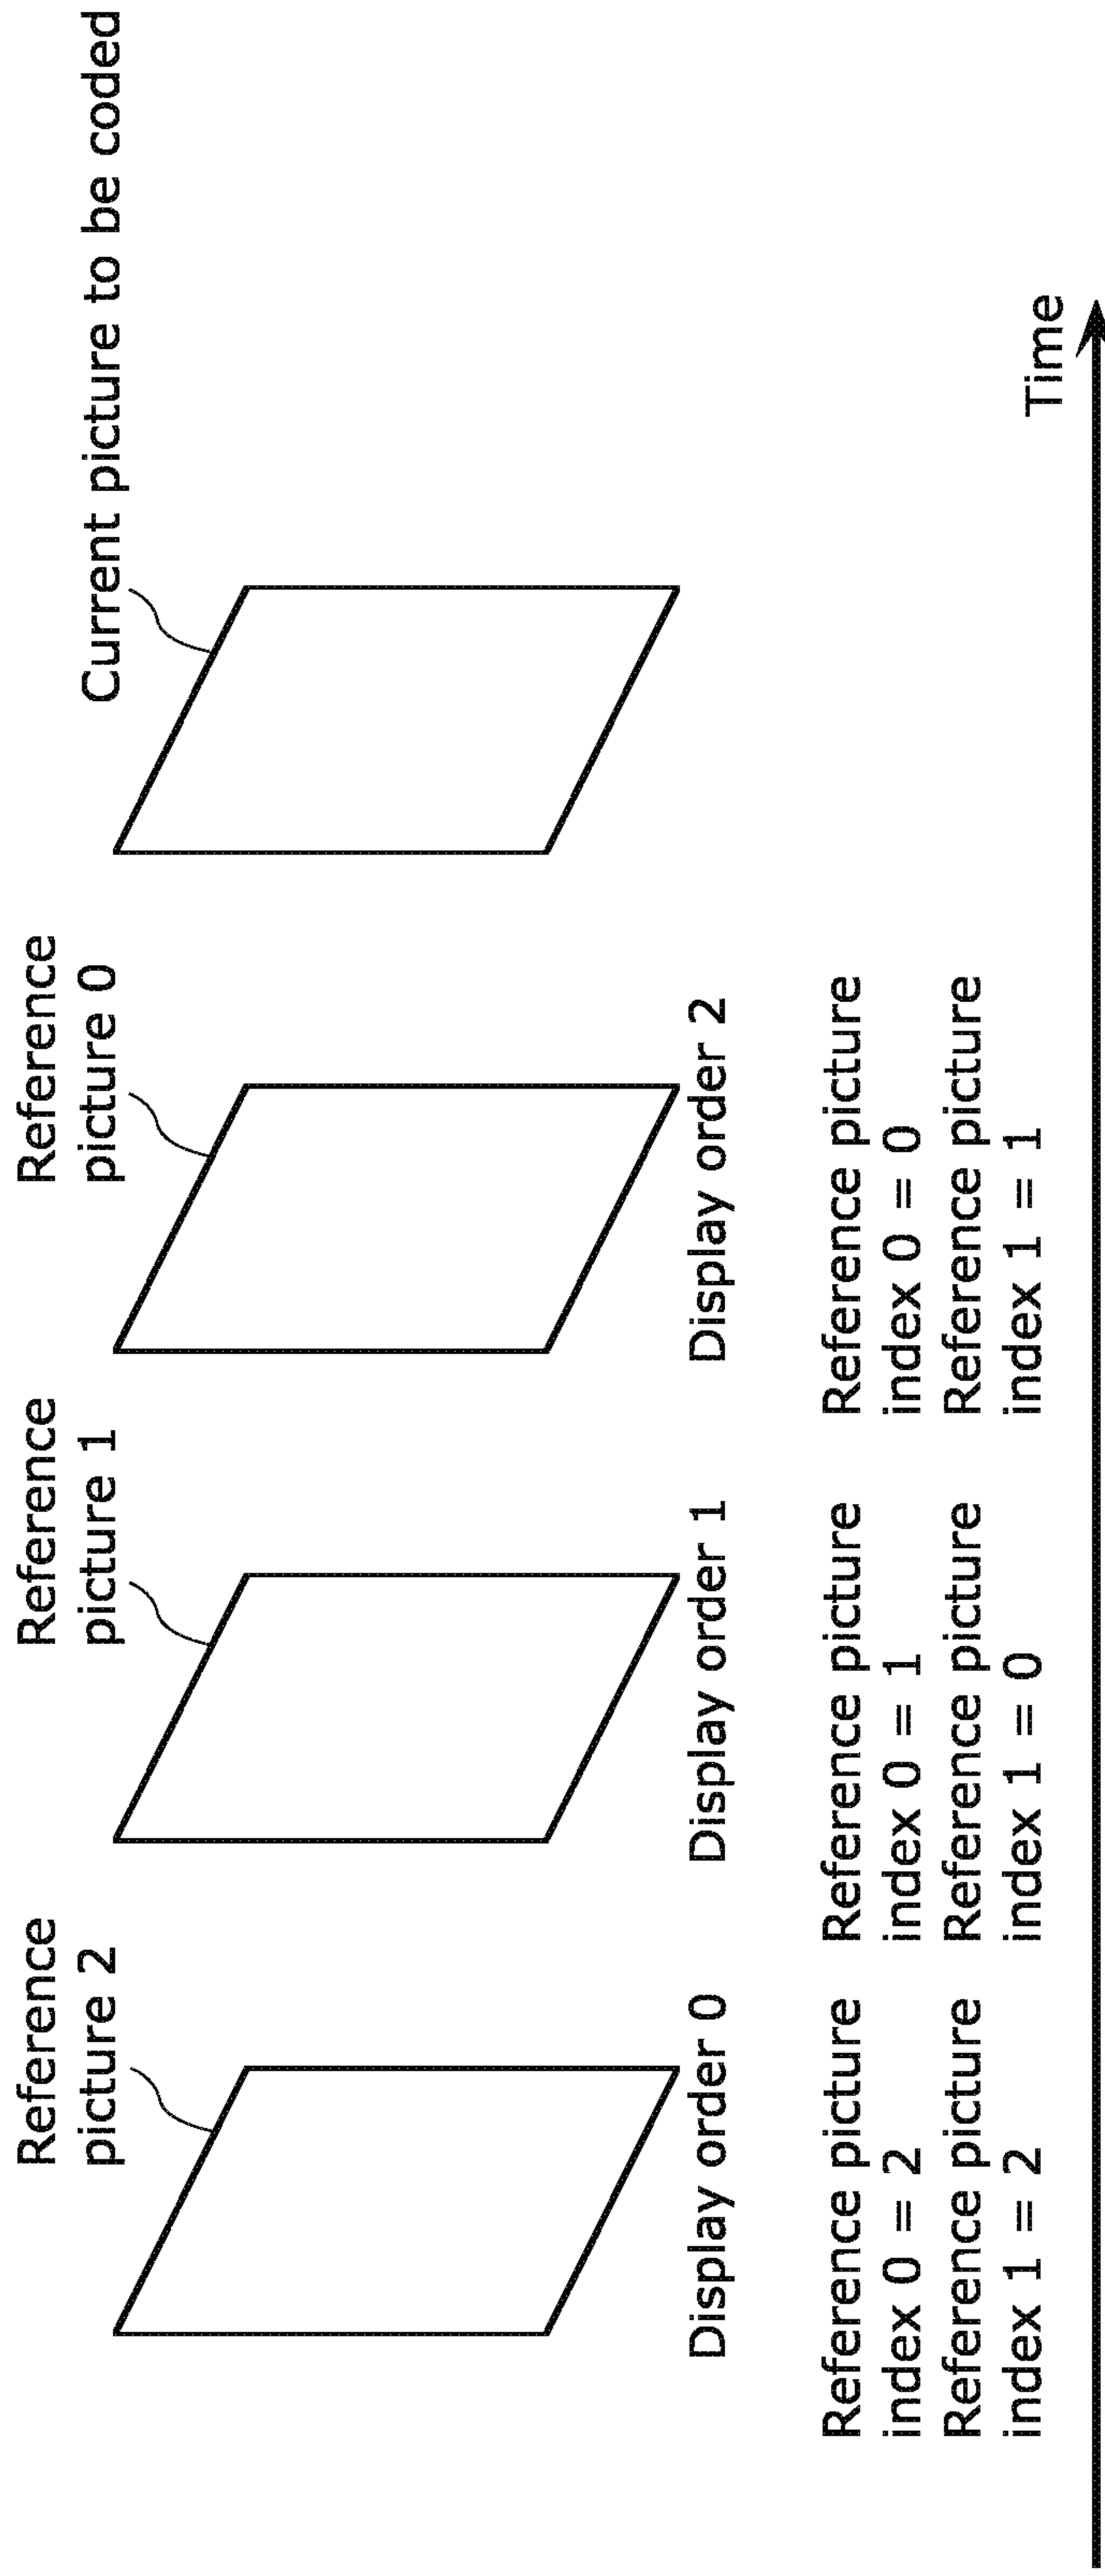 Reference
picture 2
Reference
picture 1
Reference
picture 0
Current picture to be coded
Display order 0
Display order 1
Display order 2
Reference picture
index 0 = 2
Reference picture
index 1 = 2
Reference picture
index 0 = 1
Reference picture
index 1 = 0
Reference picture
index 0 = 0
Reference picture
index 1 = 1
Time